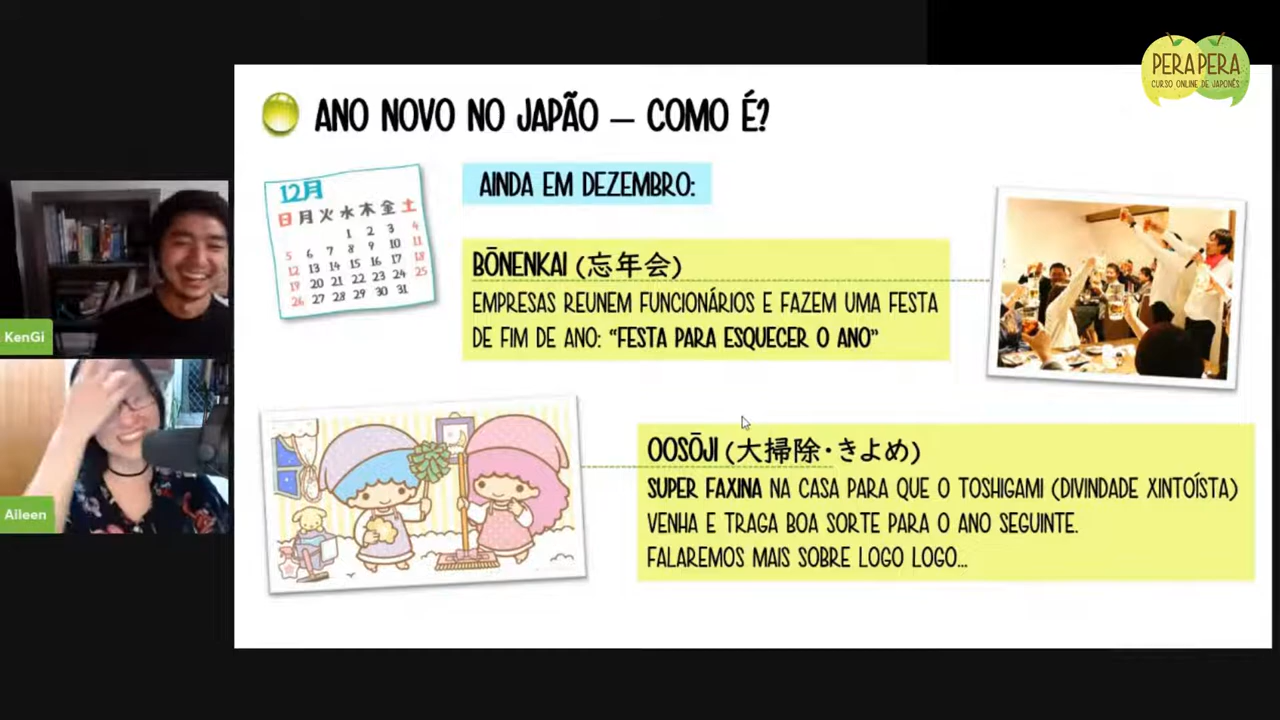 PERA PERA
CURSO ONLINE DE JAPONÊS
ANO NOVO NO JAPÃO – COMO É?
12月
日 月 火 水 木 金 土
1 2 3 4
5 6 7 8 9 10 11
12 13 14 15 16 17 18
19 20 21 22 23 24 25
26 27 28 29 30 31
AINDA EM DEZEMBRO:
BŌNENKAI (忘年会)
EMPRESAS REUNEM FUNCIONÁRIOS E FAZEM UMA FESTA
DE FIM DE ANO: “FESTA PARA ESQUECER O ANO”
KenGi
Aileen
OOSŌJI (大掃除・きよめ)
SUPER FAXINA NA CASA PARA QUE O TOSHIGAMI (DIVINDADE XINTOÍSTA)
VENHA E TRAGA BOA SORTE PARA O ANO SEGUINTE.
FALAREMOS MAIS SOBRE LOGO LOGO...